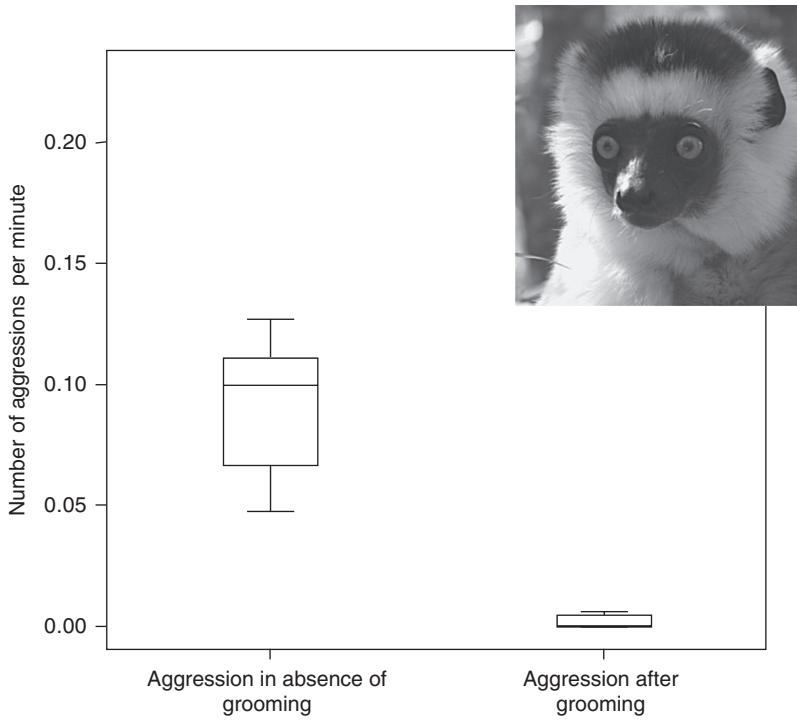 Number of aggressions per minute
0.20
0.15
0.10
0.05
0.00
Aggression in absence of
grooming
Aggression after
grooming